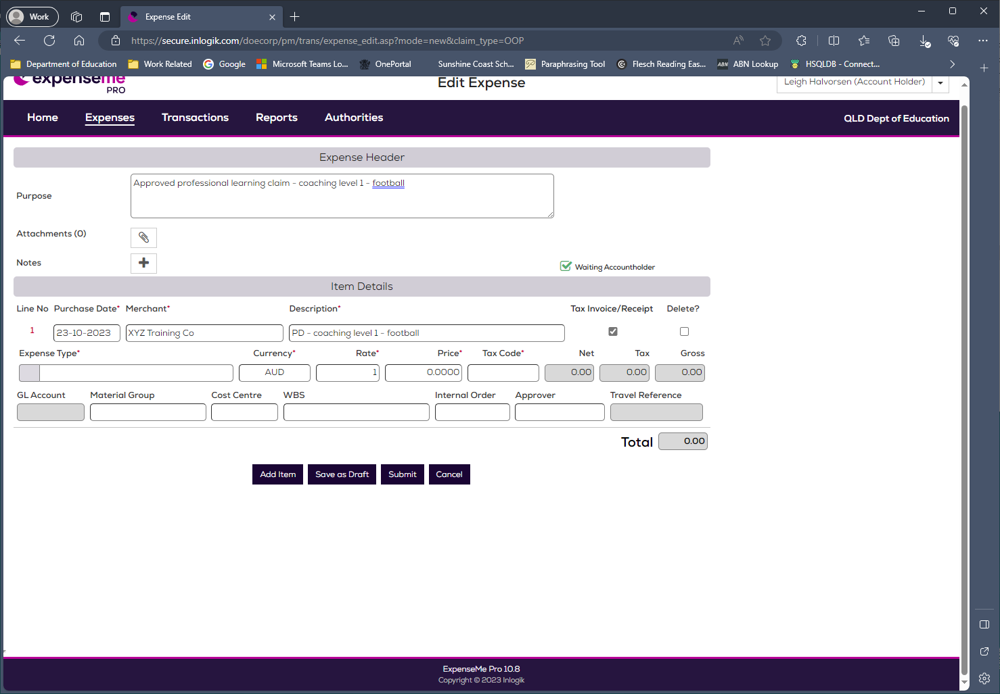 Work
Expense Edit
https://secure.inlogik.com/doecorp/pm/trans/expense_edit.asp?mode=new&claim_type=OOP
Department of Education Work Related Google Microsoft Teams Lo... OnePortal Sunshine Coast Sch... Paraphrasing Tool Flesch Reading Eas... ABN ABN Lookup HSQLDB - Connect...
expenseme
PRO
Edit Expense
Leigh Halvorsen (Account Holder)
Home Expenses Transactions Reports Authorities QLD Dept of Education
Expense Header
Purpose
Approved professional learning claim - coaching level 1 - football
Attachments (0)
Notes
Waiting Accountholder
Item Details
Line No Purchase Date* Merchant* Description* Tax Invoice/Receipt Delete?
1 23-10-2023 XYZ Training Co PD - coaching level 1 - football
Expense Type* Currency* Rate* Price* Tax Code* Net Tax Gross
AUD 1 0.0000 0.00 0.00 0.00
GL Account Material Group Cost Centre WBS Internal Order Approver Travel Reference
Total 0.00
Add Item Save as Draft Submit Cancel
ExpenseMe Pro 10.8
Copyright © 2023 Inlogik